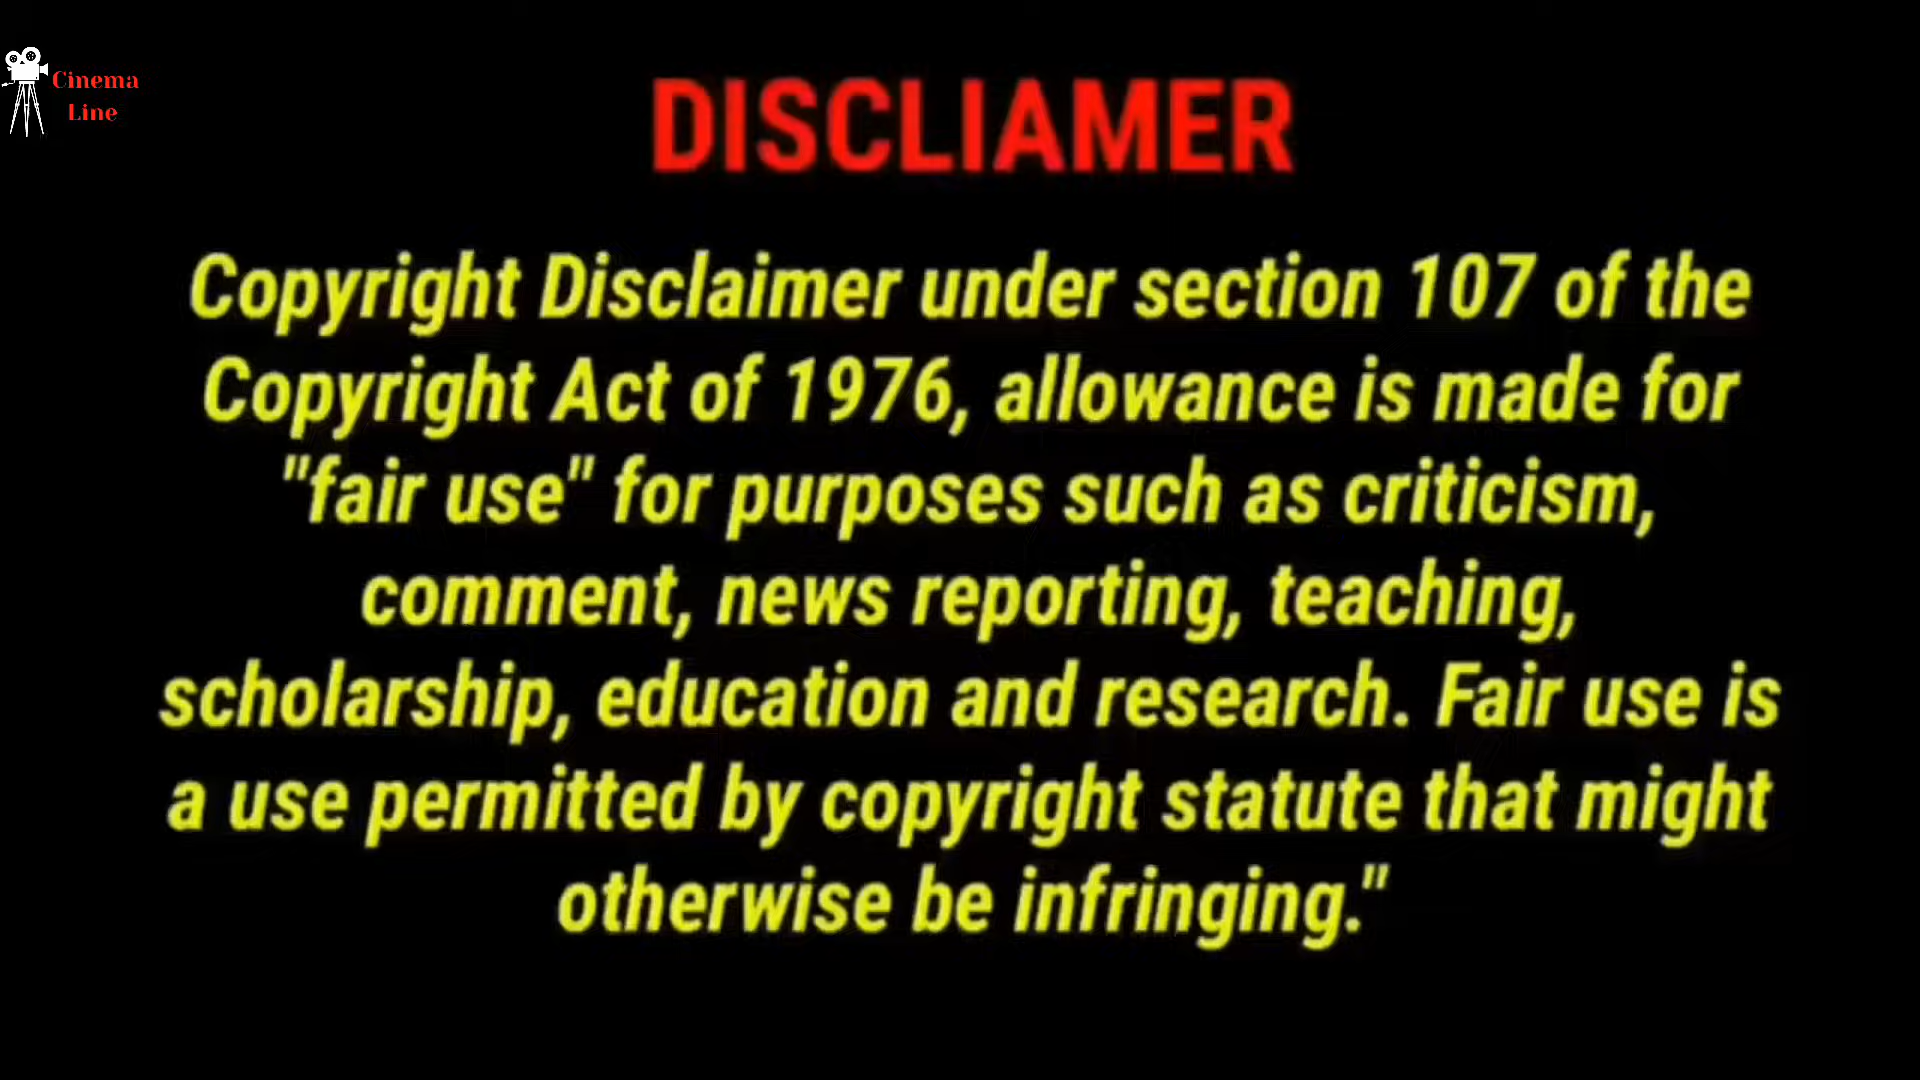 Cinema
Line
DISCLIAMER
Copyright Disclaimer under section 107 of the
Copyright Act of 1976, allowance is made for
"fair use" for purposes such as criticism,
comment, news reporting, teaching,
scholarship, education and research. Fair use is
a use permitted by copyright statute that might
otherwise be infringing."